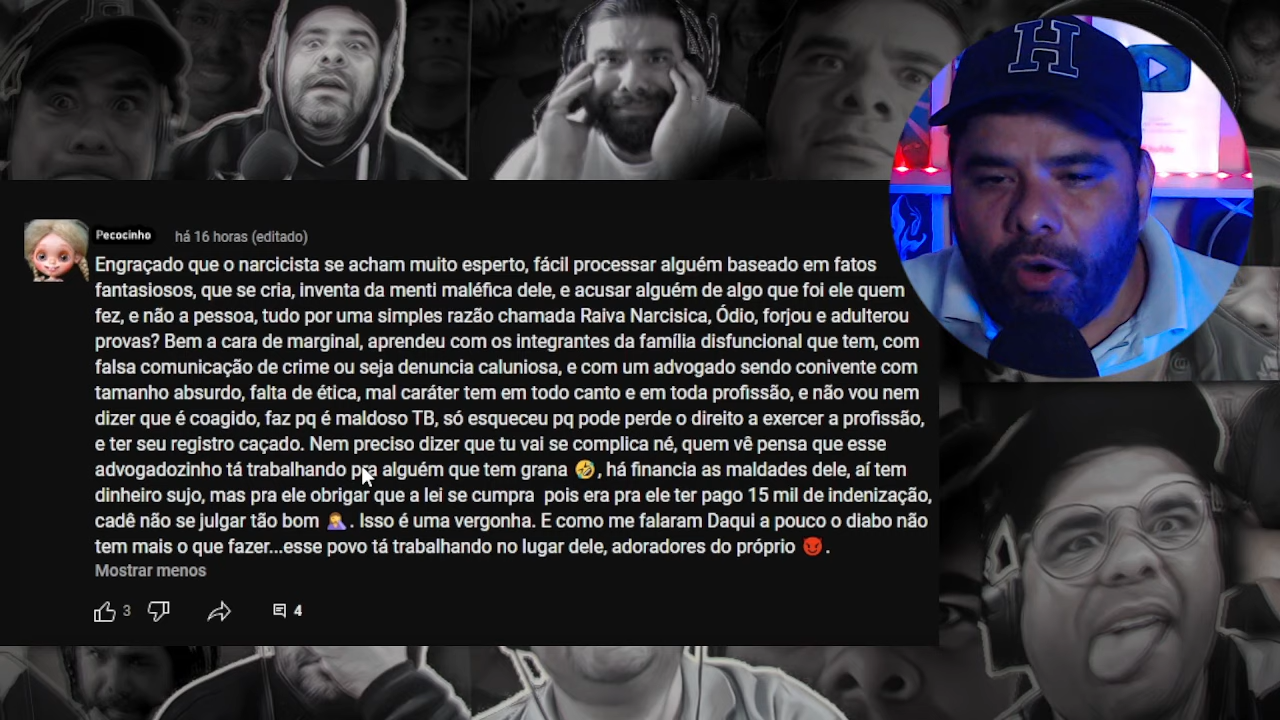 H
Pecocinho há 16 horas (editado)
Engraçado que o narcicista se acham muito esperto, fácil processar alguém baseado em fatos
fantasiosos, que se cria, inventa da menti maléfica dele, e acusar alguém de algo que foi ele quem
fez, e não a pessoa, tudo por uma simples razão chamada Raiva Narcisica, Ódio, forjou e adulterou
provas? Bem a cara de marginal, aprendeu com os integrantes da família disfuncional que tem, com
falsa comunicação de crime ou seja denuncia caluniosa, e com um advogado sendo conivente com
tamanho absurdo, falta de ética, mal caráter tem em todo canto e em toda profissão, e não vou nem
dizer que é coagido, faz pq é maldoso TB, só esqueceu pq pode perde o direito a exercer a profissão,
e ter seu registro caçado. Nem preciso dizer que tu vai se complica né, quem vê pensa que esse
advogadozinho tá trabalhando pra alguém que tem grana 🤣, há financia as maldades dele, aí tem
dinheiro sujo, mas pra ele obrigar que a lei se cumpra pois era pra ele ter pago 15 mil de indenização,
cadê não se julgar tão bom 🤦‍♀️. Isso é uma vergonha. E como me falaram Daqui a pouco o diabo não
tem mais o que fazer...esse povo tá trabalhando no lugar dele, adoradores do próprio 😈.
Mostrar menos
3 4